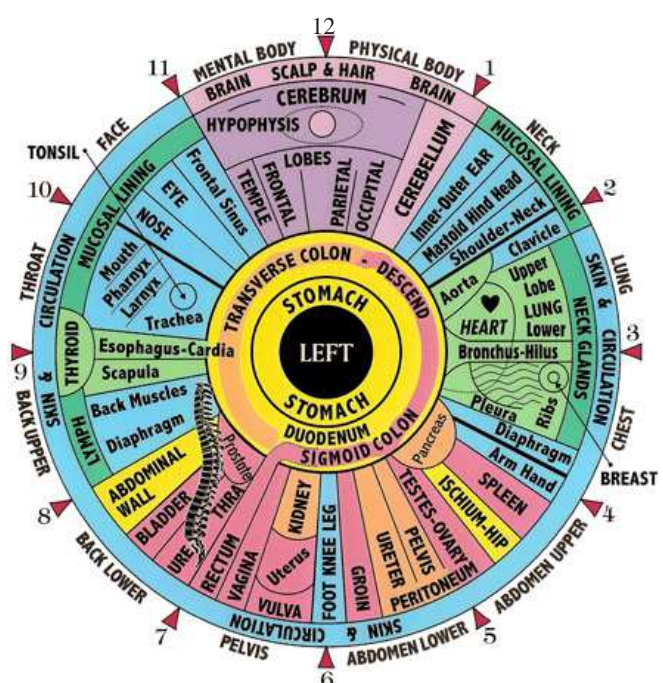 12
MENTAL BODY
PHYSICAL BODY
11
1
BRAIN
SCALP & HAIR
BRAIN
CEREBRUM
HYPOPHYSIS
LOBES
TEMPLE
FRONTAL
PARIETAL
OCCIPITAL
CEREBELLUM
FACE
NECK
TONSIL
MUCOSAL LINING
Frontal Sinus
EYE
NOSE
Inner-Outer EAR
Mastoid Hind Head
Shoulder-Neck
MUCOSAL LINING
10
2
THROAT
LUNG
SKIN & CIRCULATION
Mouth
Pharnyx
Larnyx
Trachea
Clavicle
Aorta
Upper
Lobe
LUNG
Lower
HEART
NECK GLANDS
SKIN & CIRCULATION
TRANSVERSE COLON - DESCEND
STOMACH
LEFT
STOMACH
DUODENUM
SIGMOID COLON
9
3
THYROID
Esophagus-Cardia
Scapula
Bronchus-Hilus
Pleura
Ribs
BACK UPPER
CHEST
LYMPH
Back Muscles
Diaphragm
Diaphragm
Arm Hand
BREAST
8
4
ABDOMINAL
WALL
BLADDER
Prostate
URE
THRA
RECTUM
VAGINA
KIDNEY
Uterus
VULVA
FOOT KNEE LEG
GROIN
URETER
PELVIS
TESTES-OVART
PERITONEUM
Pancreas
ISCHIUM-HIP
SPLEEN
BACK LOWER
ABDOMEN UPPER
SKIN & CIRCULATION
7
5
PELVIS
ABDOMEN LOWER
6